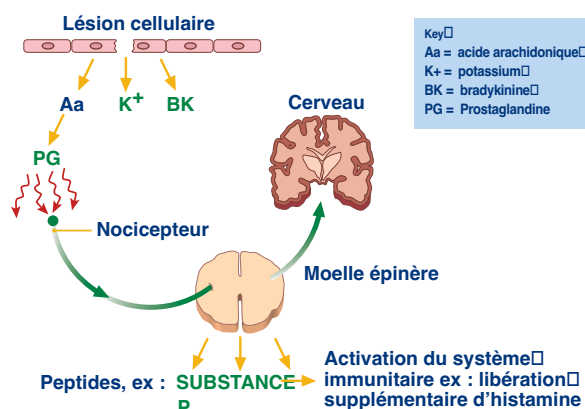 Lésion cellulaire
Key□
Aa = acide arachidonique□
K+ = potassium□
BK = bradykinine□
PG = Prostaglandine
Aa
K+
BK
Cerveau
PG
Nocicepteur
Moelle épinère
Peptides, ex : SUBSTANCE
P
Activation du système□
immunitaire ex : libération□
supplémentaire d'histamine